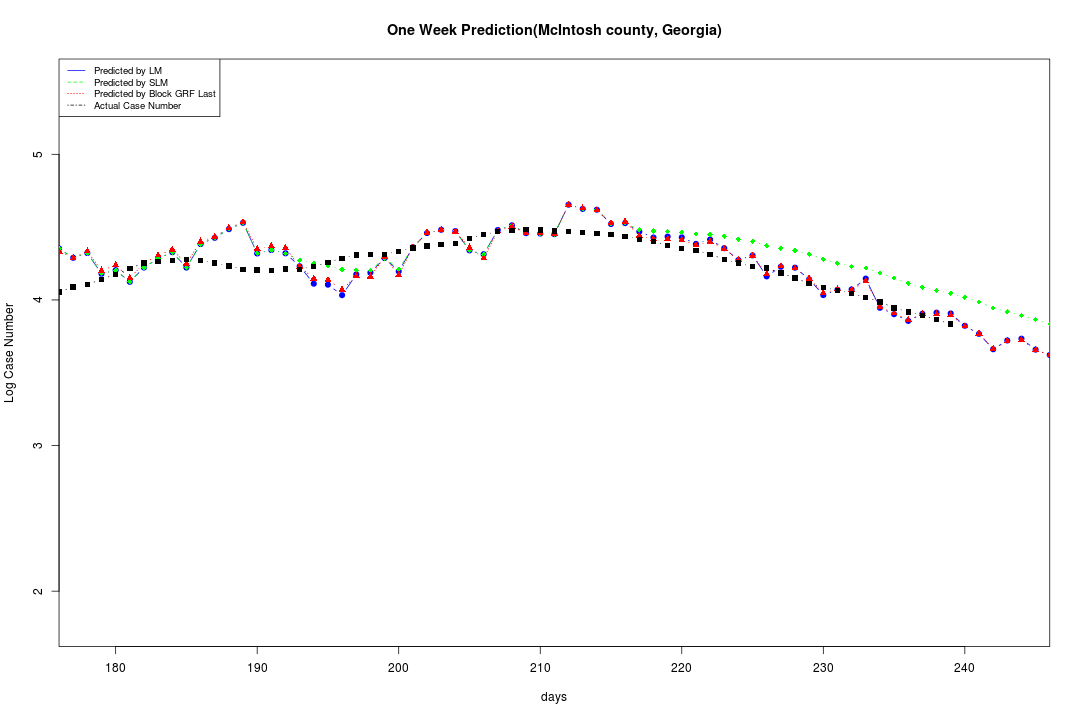 One Week Prediction(McIntosh county, Georgia)
Predicted by LM
Predicted by SLM
Predicted by Block GRF Last
Actual Case Number
5
4
3
2
Log Case Number
180 190 200 210 220 230 240
days